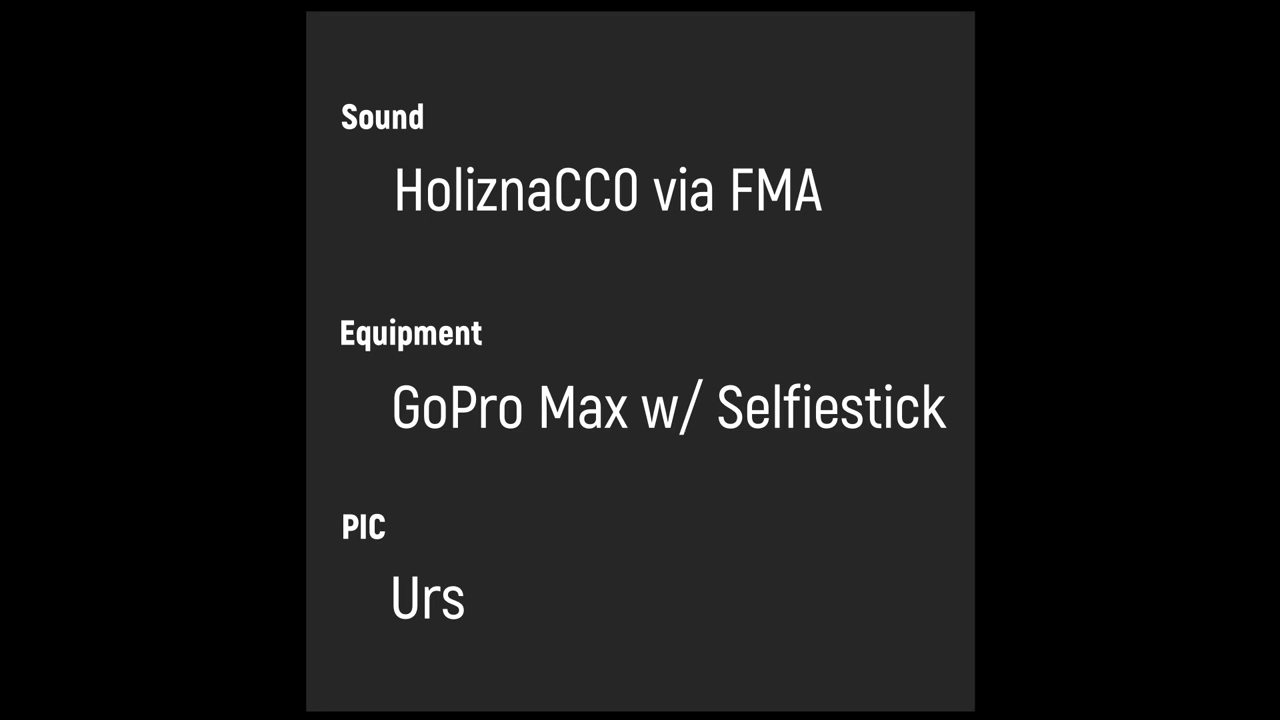 Sound
HoliznaCC0 via FMA
Equipment
GoPro Max w/ Selfiestick
PIC
Urs